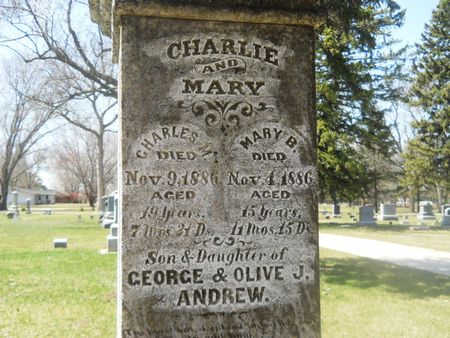 CHARLIE
AND
MARY
CHARLES M. MARY B.
DIED DIED
Nov. 9, 1886 Nov. 4, 1886
AGED AGED
19 Years, 15 Years,
7 Mos. 21 Ds. 11 Mos. 15 Ds.
Son & Daughter of
GEORGE & OLIVE J.
ANDREW.